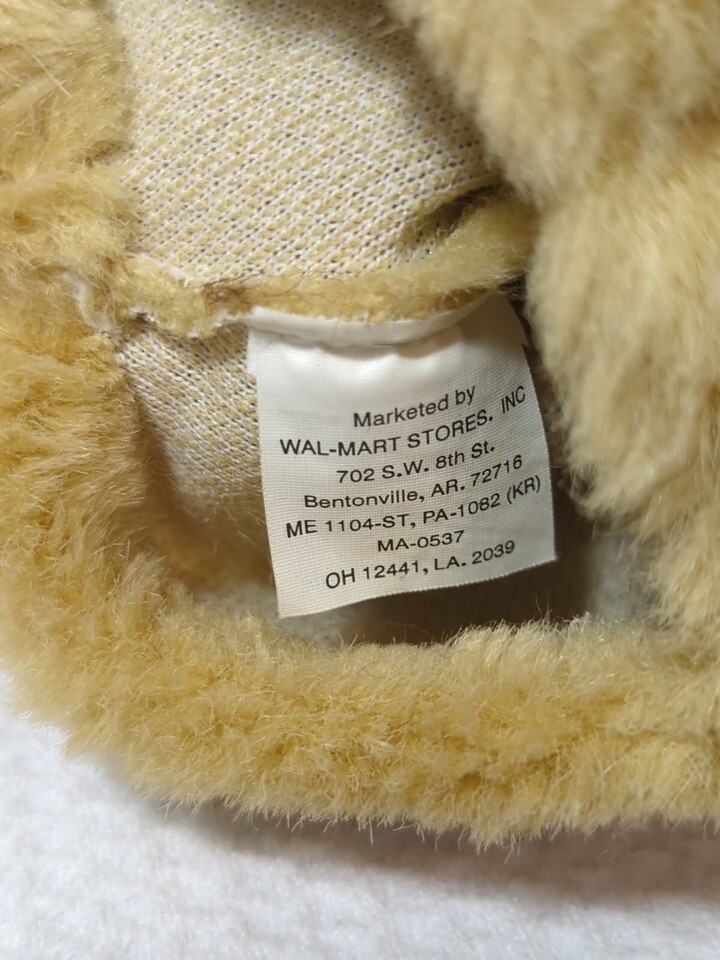 Marketed by
WAL-MART STORES. INC
702 S.W. 8th St.
Bentonville, AR. 72716
ME 1104-ST, PA-1082 (KR)
MA-0537
OH 12441, LA. 2039